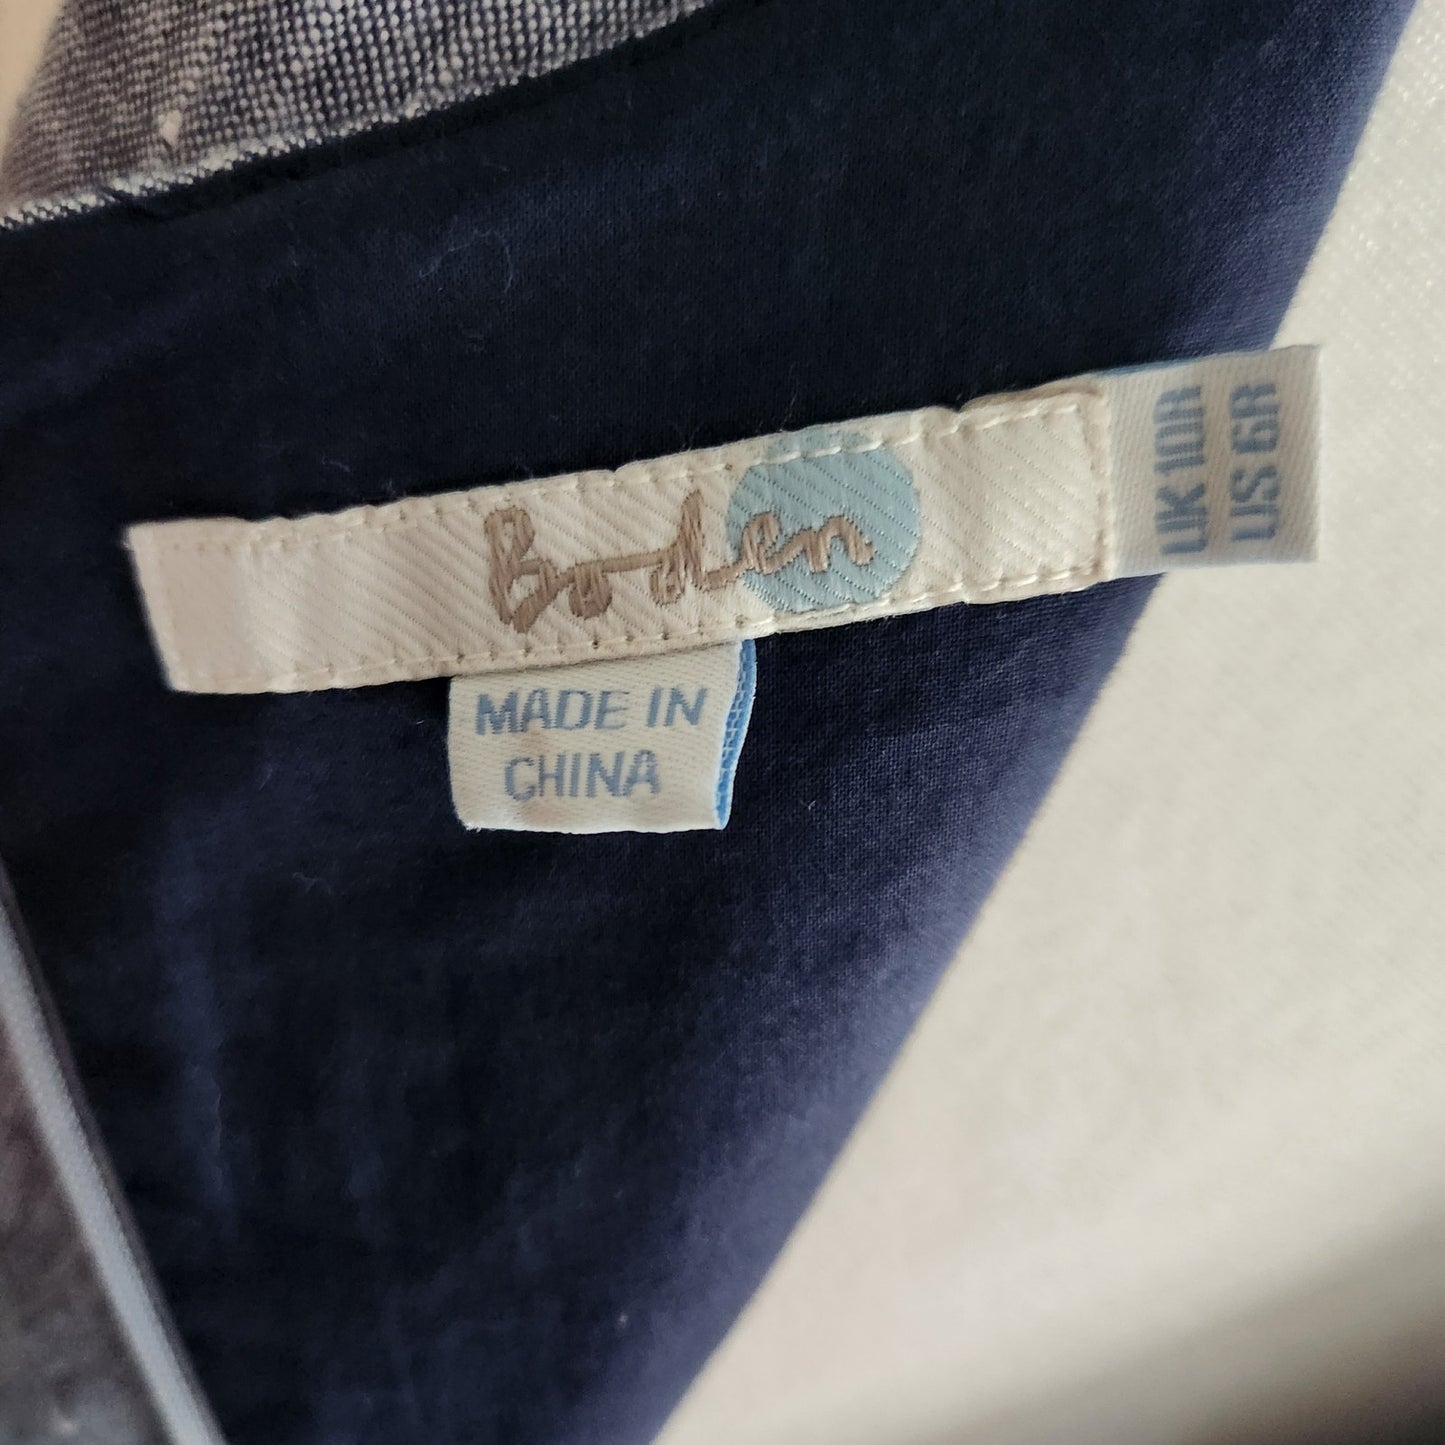 Boden
UK 10R
US 6R
MADE IN
CHINA